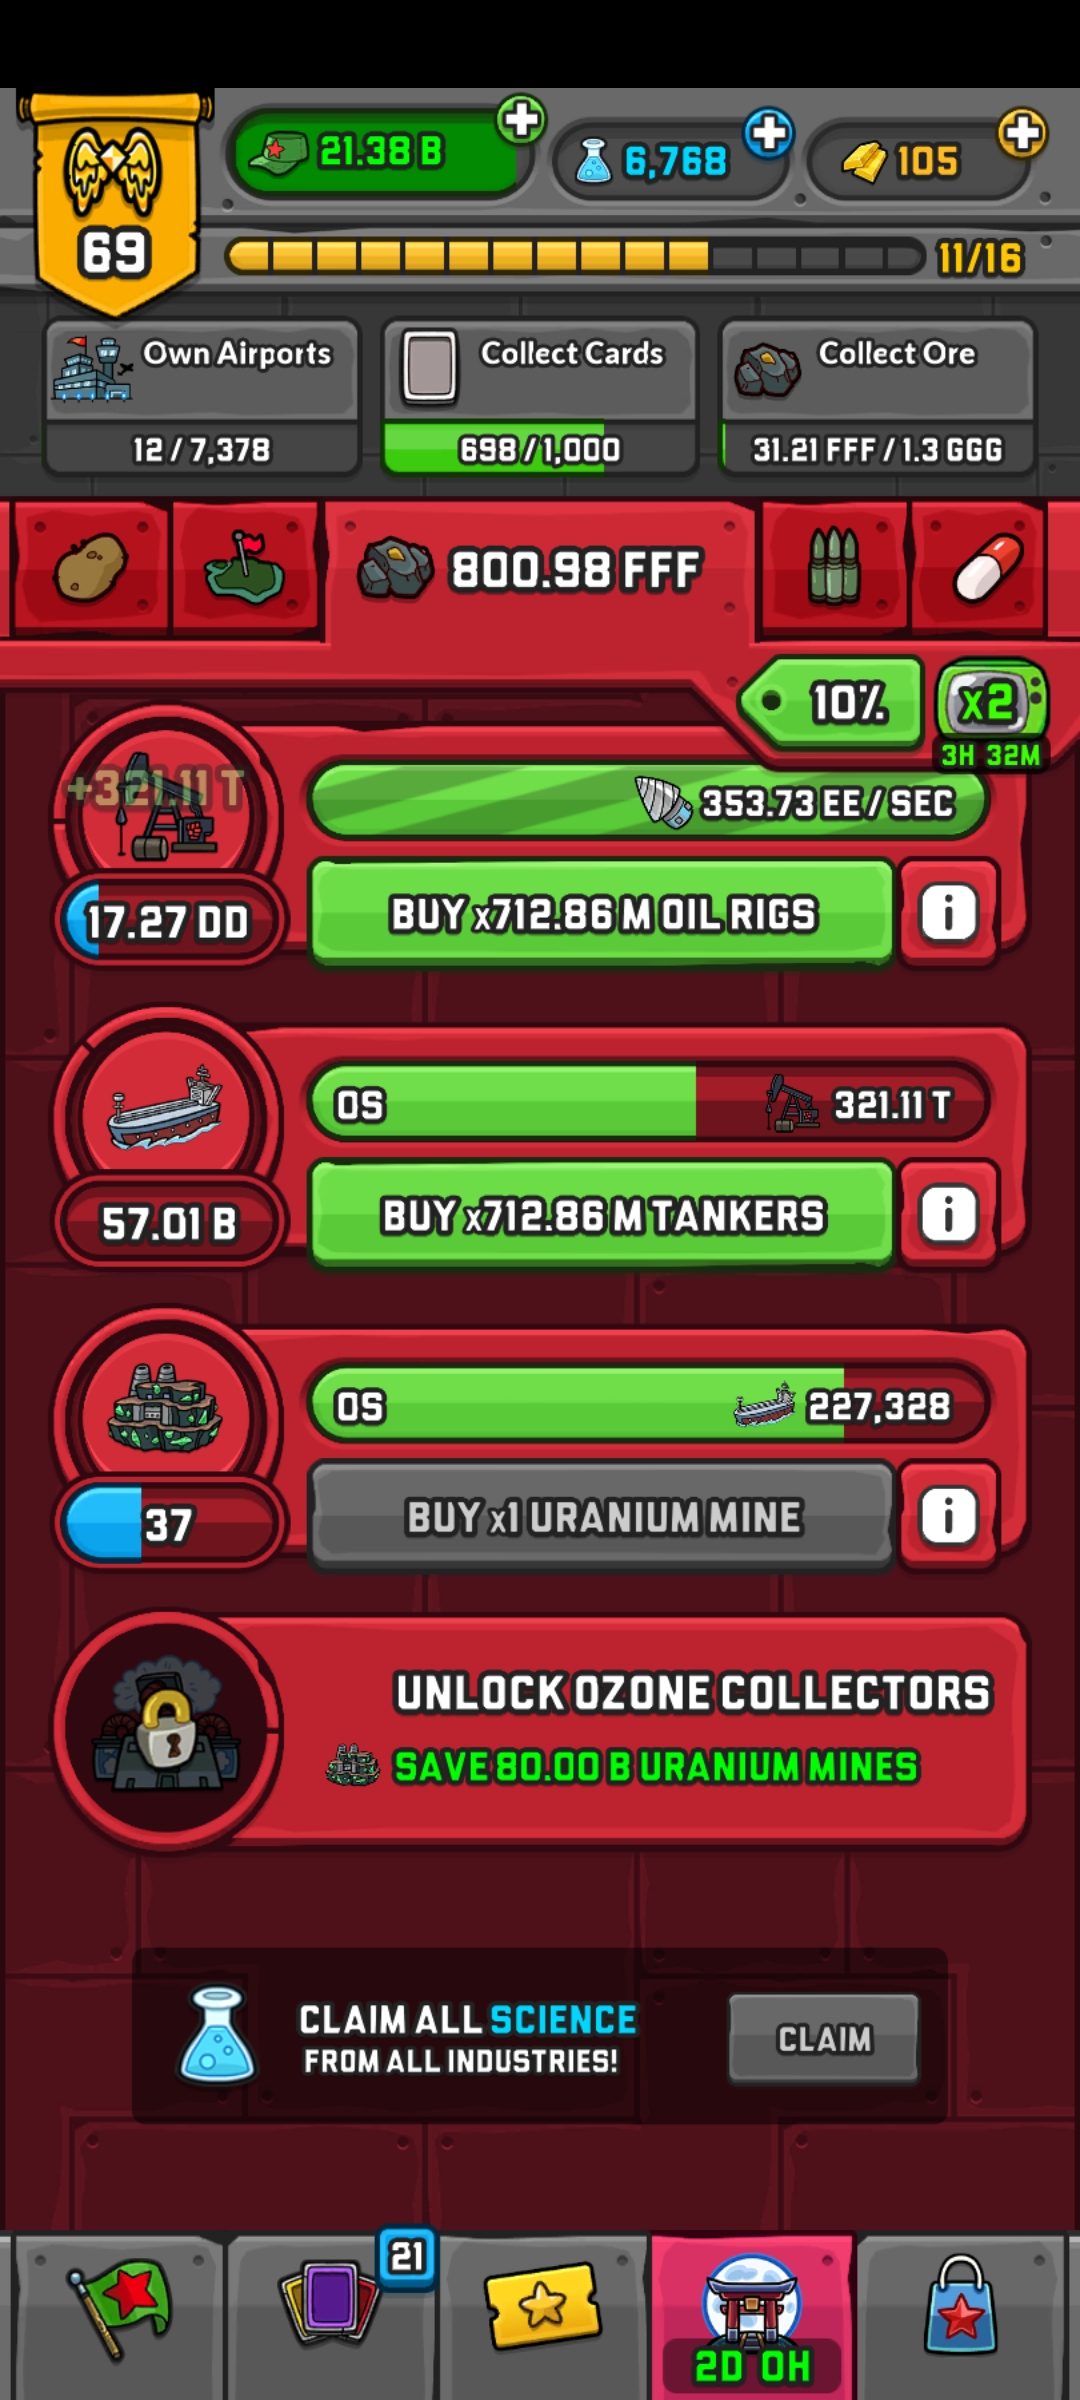 21.38 B
6,768
105
69
11/16
Own Airports
12 / 7,378
Collect Cards
698 / 1,000
Collect Ore
31.21 FFF / 1.3 GGG
800.98 FFF
10%
x2
3H 32M
+321.11 T
353.73 EE / SEC
17.27 DD
BUY x712.86 M OIL RIGS
i
0S
321.11 T
57.01 B
BUY x712.86 M TANKERS
i
0S
227,328
37
BUY x1 URANIUM MINE
i
UNLOCK OZONE COLLECTORS
SAVE 80.00 B URANIUM MINES
CLAIM ALL SCIENCE
FROM ALL INDUSTRIES!
CLAIM
21
2D 0H